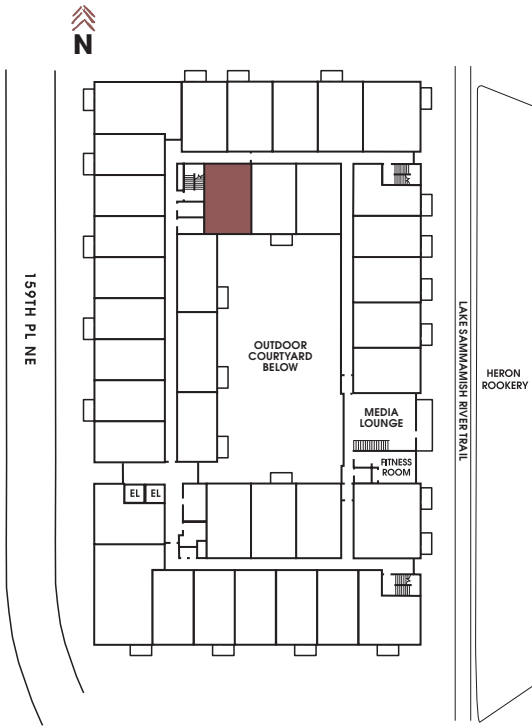 N
159TH PL NE
OUTDOOR
COURTYARD
BELOW
MEDIA
LOUNGE
FITNESS
ROOM
EL
EL
LAKE SAMMAMISH RIVER TRAIL
HERON
ROOKERY